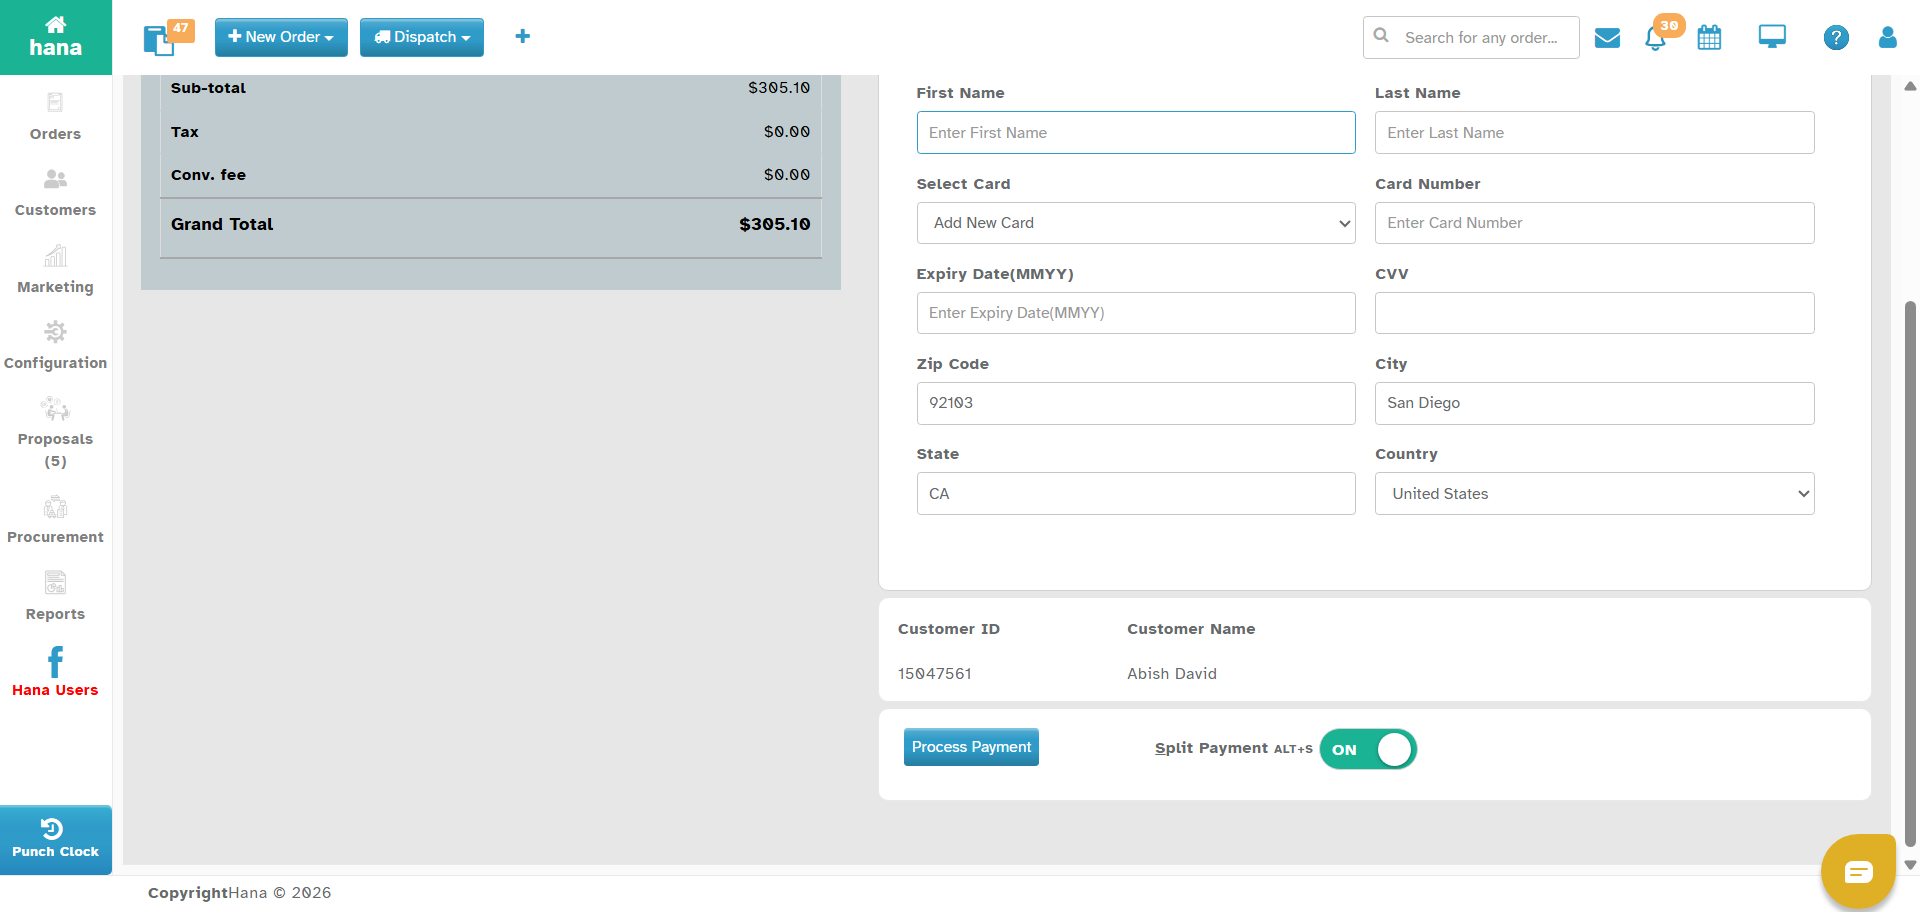 hana
47
New Order
Dispatch
Search for any order...
30
?
Orders
Customers
Marketing
Configuration
Proposals
(5)
Procurement
Reports
Hana Users
Punch Clock
Sub-total $305.10
Tax $0.00
Conv. fee $0.00
Grand Total $305.10
First Name Last Name
Enter First Name Enter Last Name
Select Card Card Number
Add New Card Enter Card Number
Expiry Date(MMYY) CVV
Enter Expiry Date(MMYY)
Zip Code City
92103 San Diego
State Country
CA United States
Customer ID Customer Name
15047561 Abish David
Process Payment Split Payment ALT+S ON
CopyrightHana © 2026